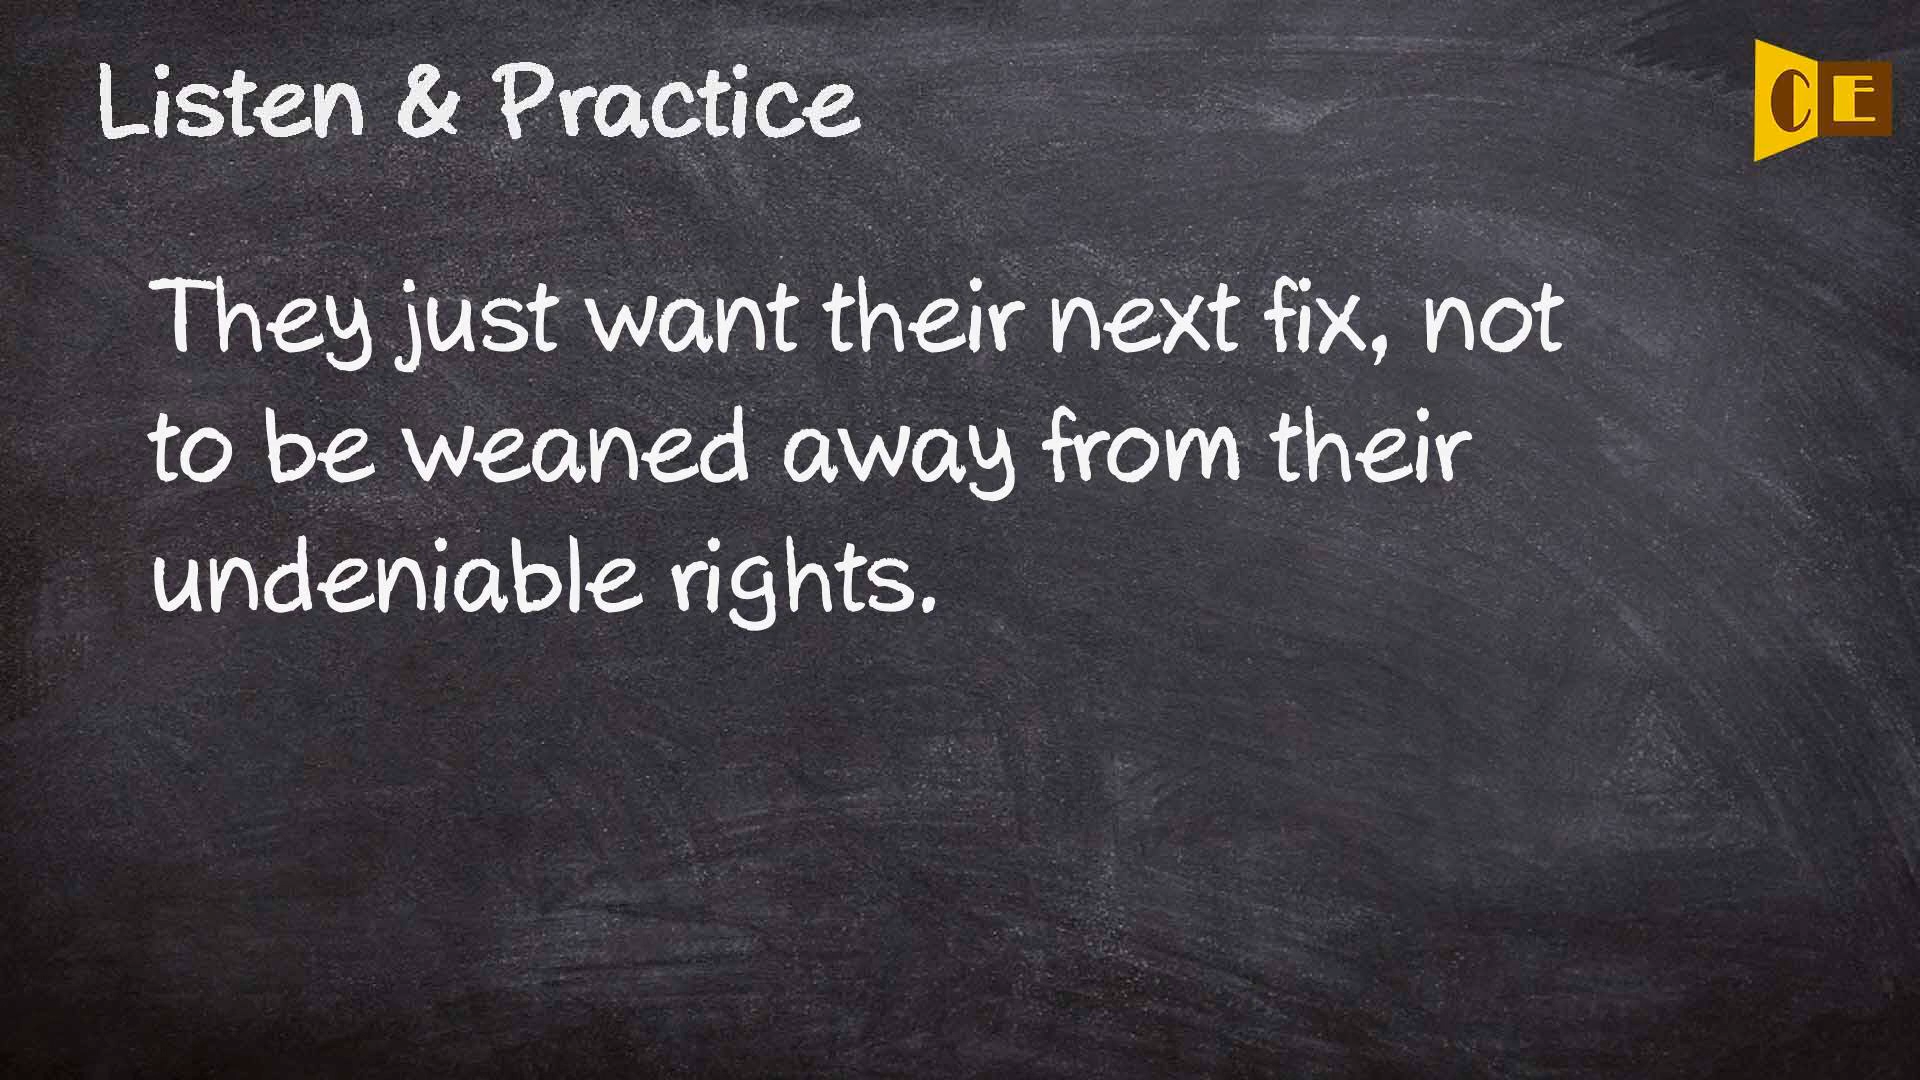 Listen & Practice
CE
They just want their next fix, not
to be weaned away from their
undeniable rights.